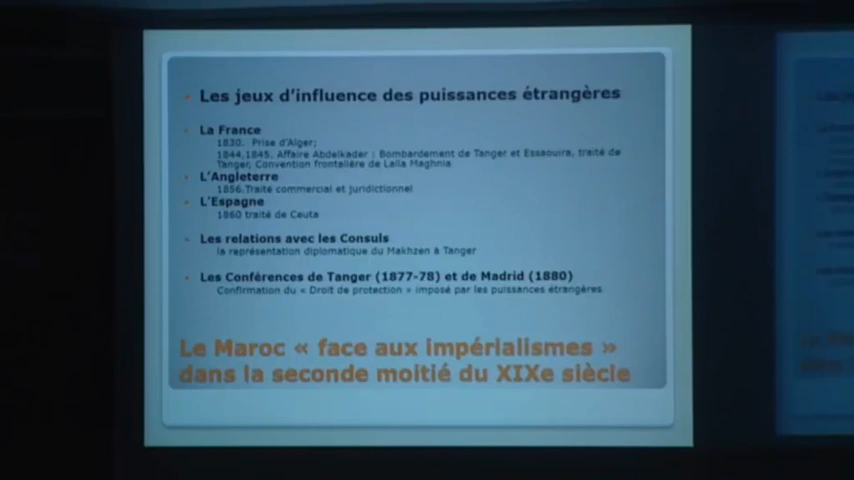 Les jeux d'influence des puissances étrangères
La France
1830. Prise d'Alger;
1844,1845. Affaire Abdelkader : Bombardement de Tanger et Essaouira, traité de
Tanger, Convention frontalière de Lalla Maghnia
L'Angleterre
1856.Traité commercial et juridictionnel
L'Espagne
1860 traité de Ceuta
Les relations avec les Consuls
la représentation diplomatique du Makhzen à Tanger
Les Conférences de Tanger (1877-78) et de Madrid (1880)
Confirmation du « Droit de protection » imposé par les puissances étrangères
Le Maroc « face aux impérialismes »
dans la seconde moitié du XIXe siècle